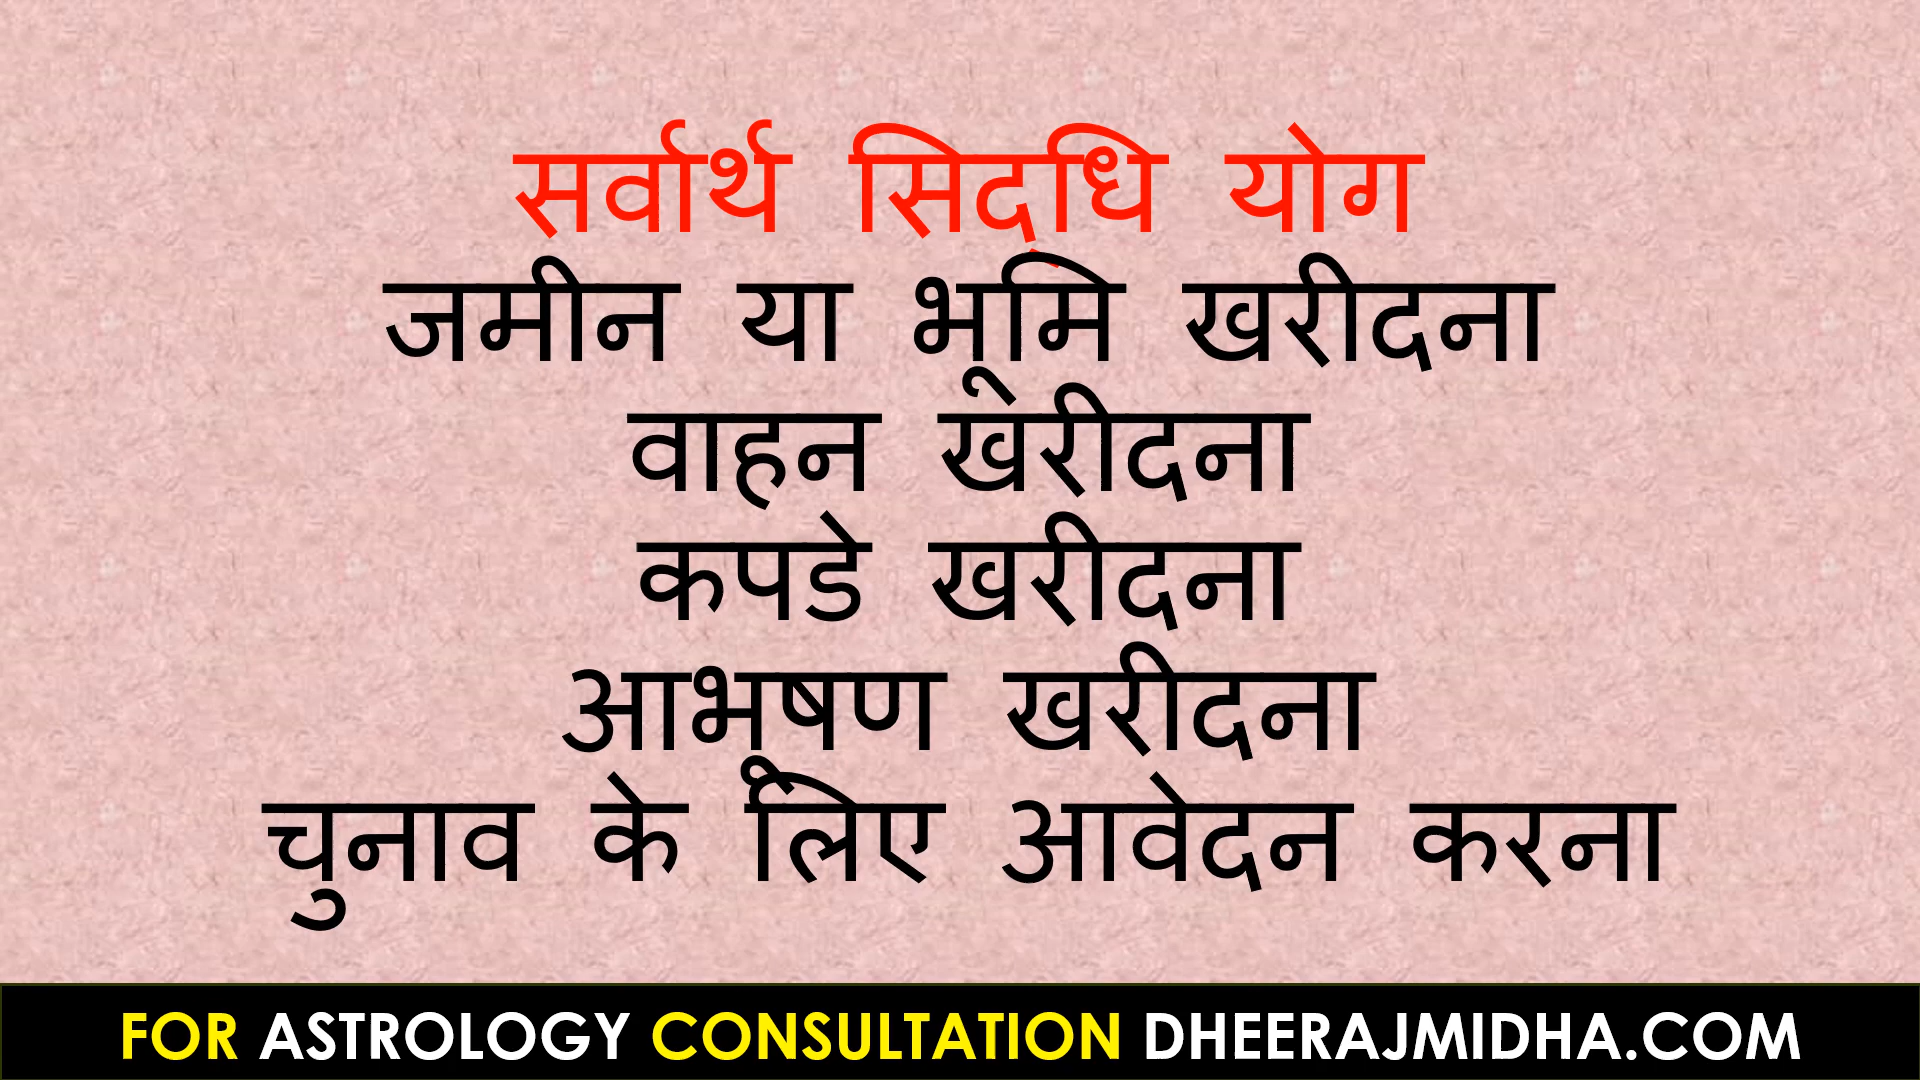 सर्वार्थ सिद्धि योग
जमीन या भूमि खरीदना
वाहन खरीदना
कपडे खरीदना
आभूषण खरीदना
चुनाव के लिए आवेदन करना
FOR ASTROLOGY CONSULTATION DHEERAJMIDHA.COM